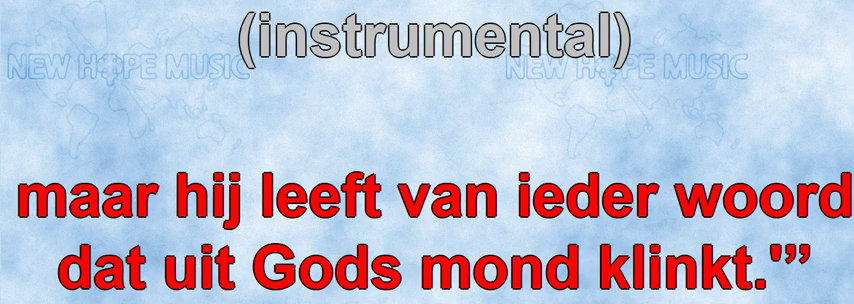 (instrumental)
NEW HOPE MUSIC NEW HOPE MUSIC
maar hij leeft van ieder woord
dat uit Gods mond klinkt.'”